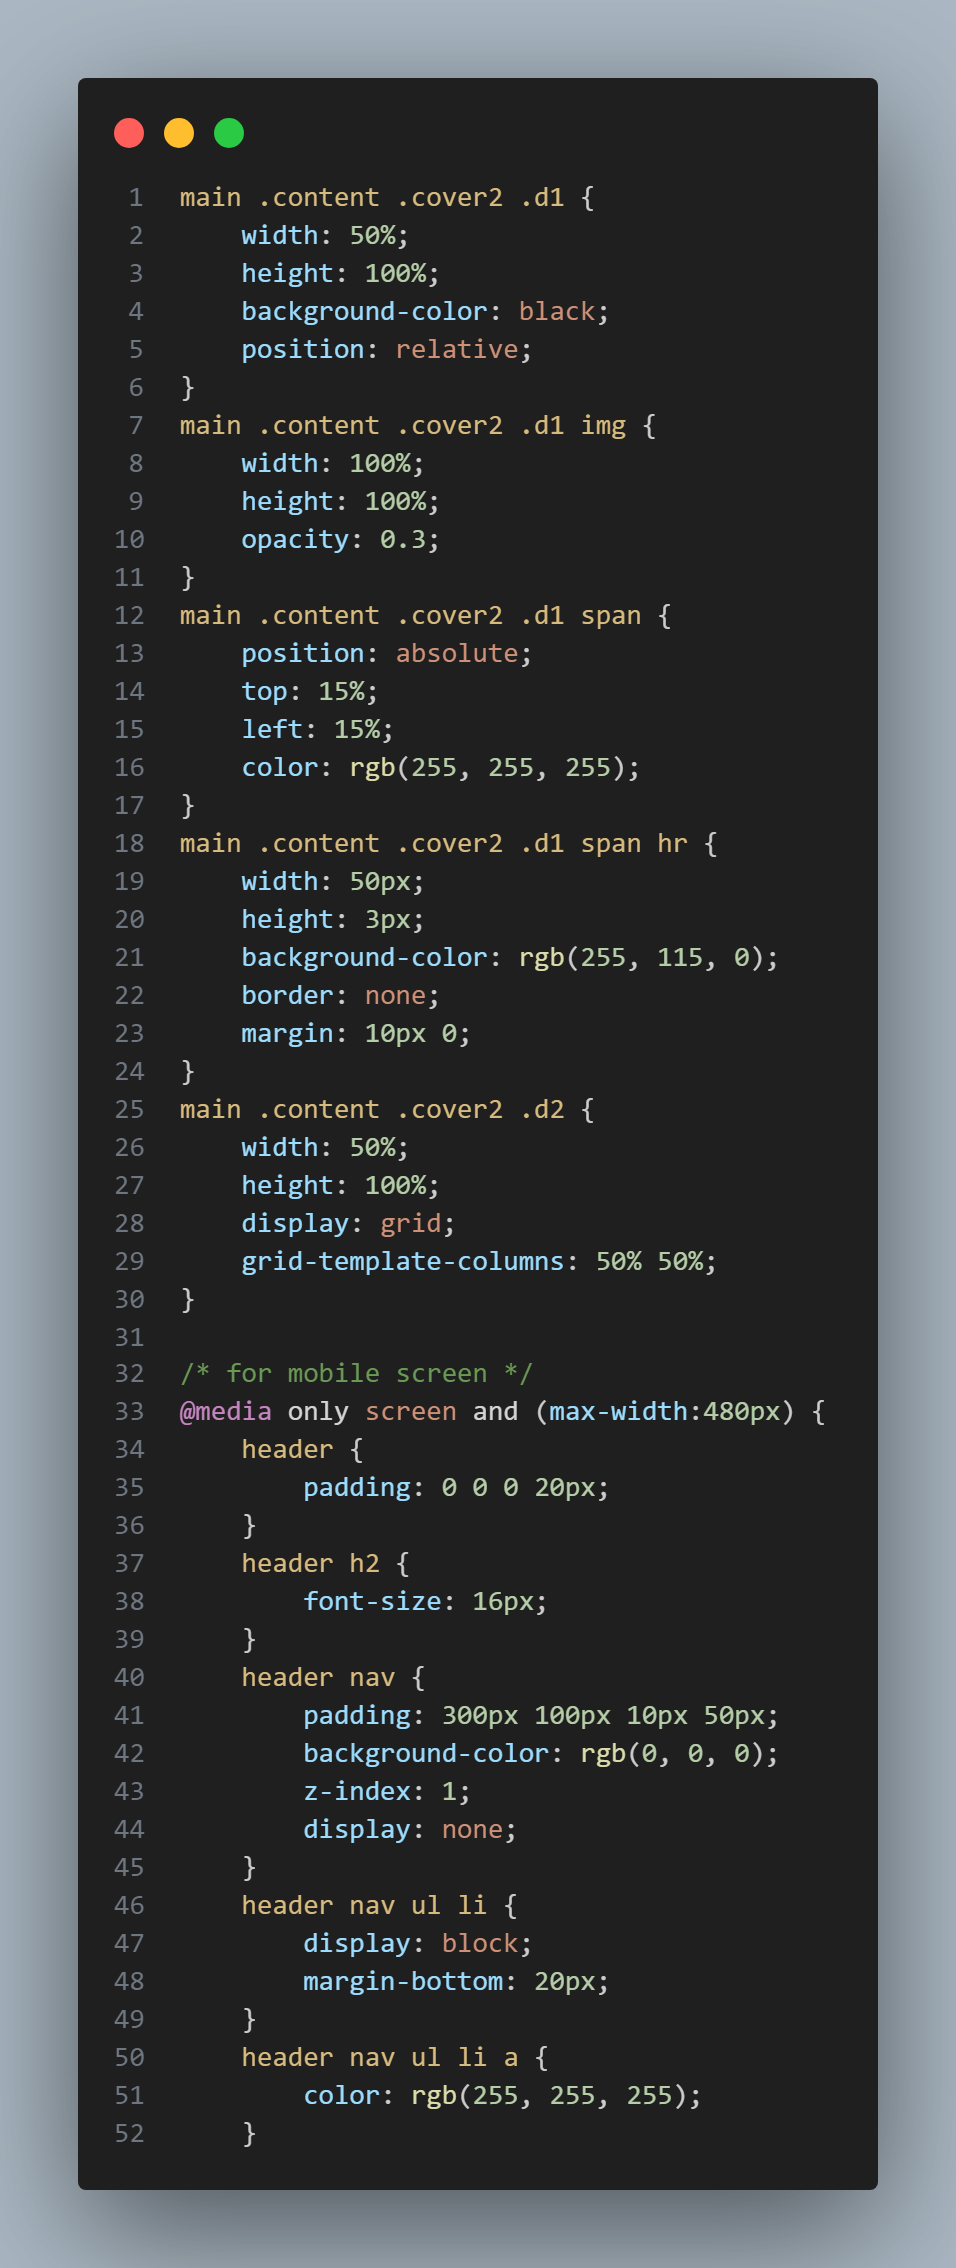 1 main .content .cover2 .d1 {
2 width: 50%;
3 height: 100%;
4 background-color: black;
5 position: relative;
6 }
7 main .content .cover2 .d1 img {
8 width: 100%;
9 height: 100%;
10 opacity: 0.3;
11 }
12 main .content .cover2 .d1 span {
13 position: absolute;
14 top: 15%;
15 left: 15%;
16 color: rgb(255, 255, 255);
17 }
18 main .content .cover2 .d1 span hr {
19 width: 50px;
20 height: 3px;
21 background-color: rgb(255, 115, 0);
22 border: none;
23 margin: 10px 0;
24 }
25 main .content .cover2 .d2 {
26 width: 50%;
27 height: 100%;
28 display: grid;
29 grid-template-columns: 50% 50%;
30 }
31
32 /* for mobile screen */
33 @media only screen and (max-width:480px) {
34 header {
35 padding: 0 0 0 20px;
36 }
37 header h2 {
38 font-size: 16px;
39 }
40 header nav {
41 padding: 300px 100px 10px 50px;
42 background-color: rgb(0, 0, 0);
43 z-index: 1;
44 display: none;
45 }
46 header nav ul li {
47 display: block;
48 margin-bottom: 20px;
49 }
50 header nav ul li a {
51 color: rgb(255, 255, 255);
52 }